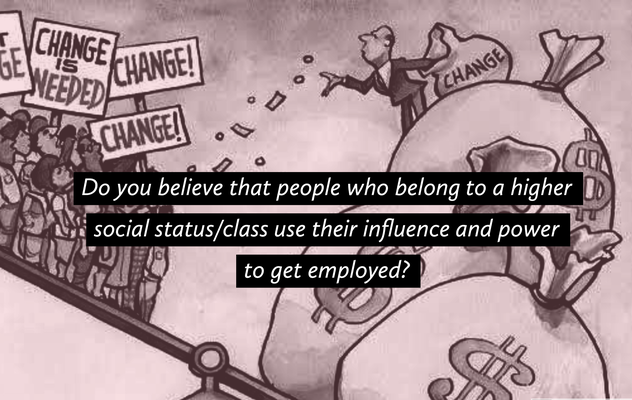 GE
CHANGE
IS
NEEDED
CHANGE!
CHANGE!
CHANGE
$
Do you believe that people who belong to a higher
social status/class use their influence and power
to get employed?
$
$